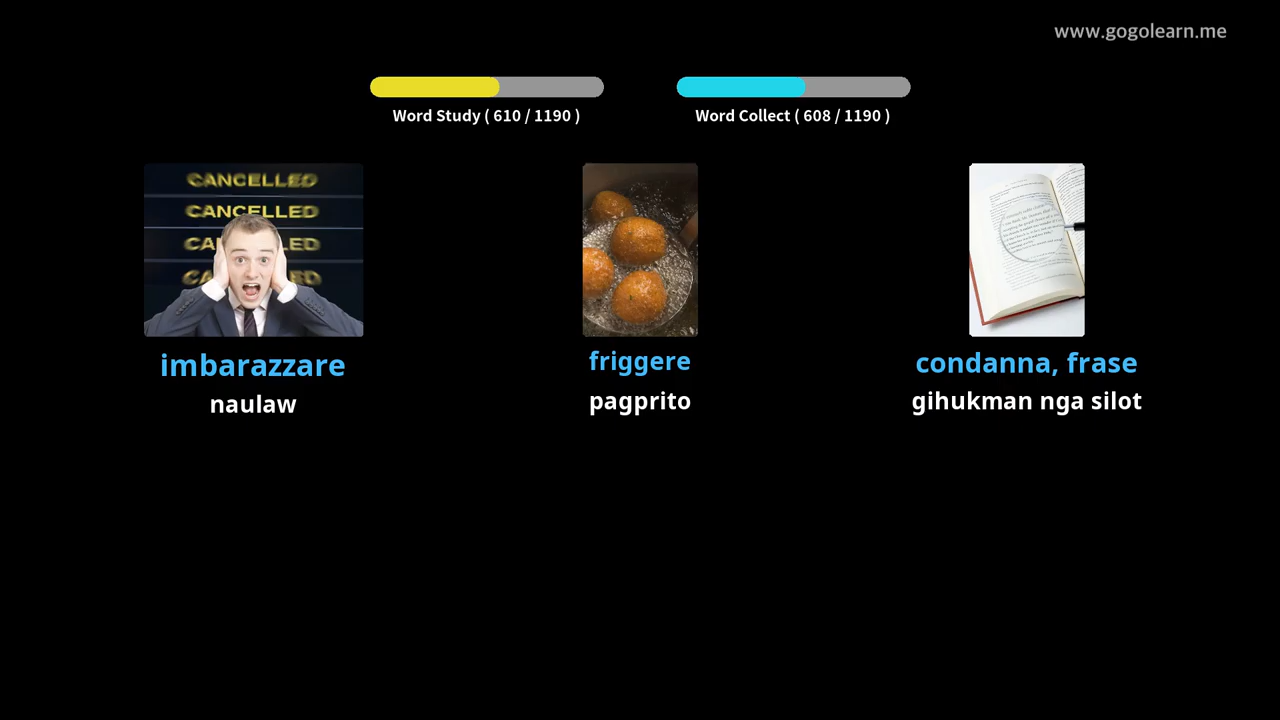 www.gogolearn.me
Word Study ( 610 / 1190 )
Word Collect ( 608 / 1190 )
CANCELLED
CANCELLED
imbarazzare
naulaw
friggere
pagprito
condanna, frase
gihukman nga silot